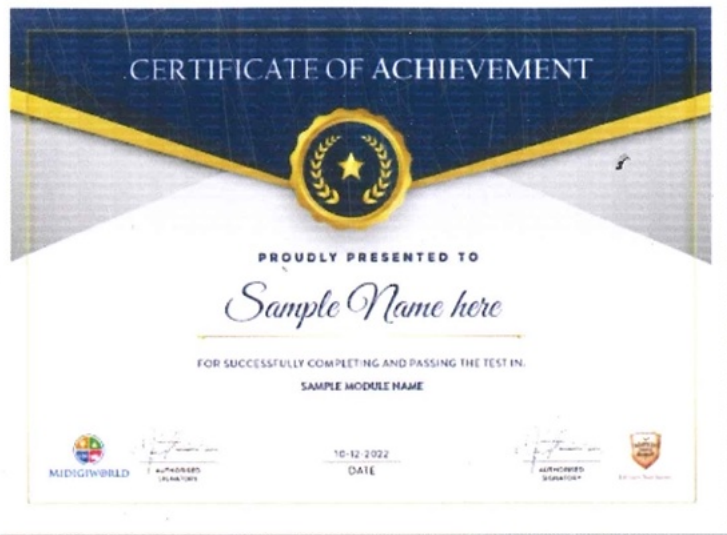 CERTIFICATE OF ACHIEVEMENT
PROUDLY PRESENTED TO
Sample Name here
FOR SUCCESSFULLY COMPLETING AND PASSING THE TEST IN.
SAMPLE MODULE NAME
MIDIGIWORLD
AUTHORISED
SIGNATORY
10-12-2022
DATE
AUTHORISED
SIGNATORY